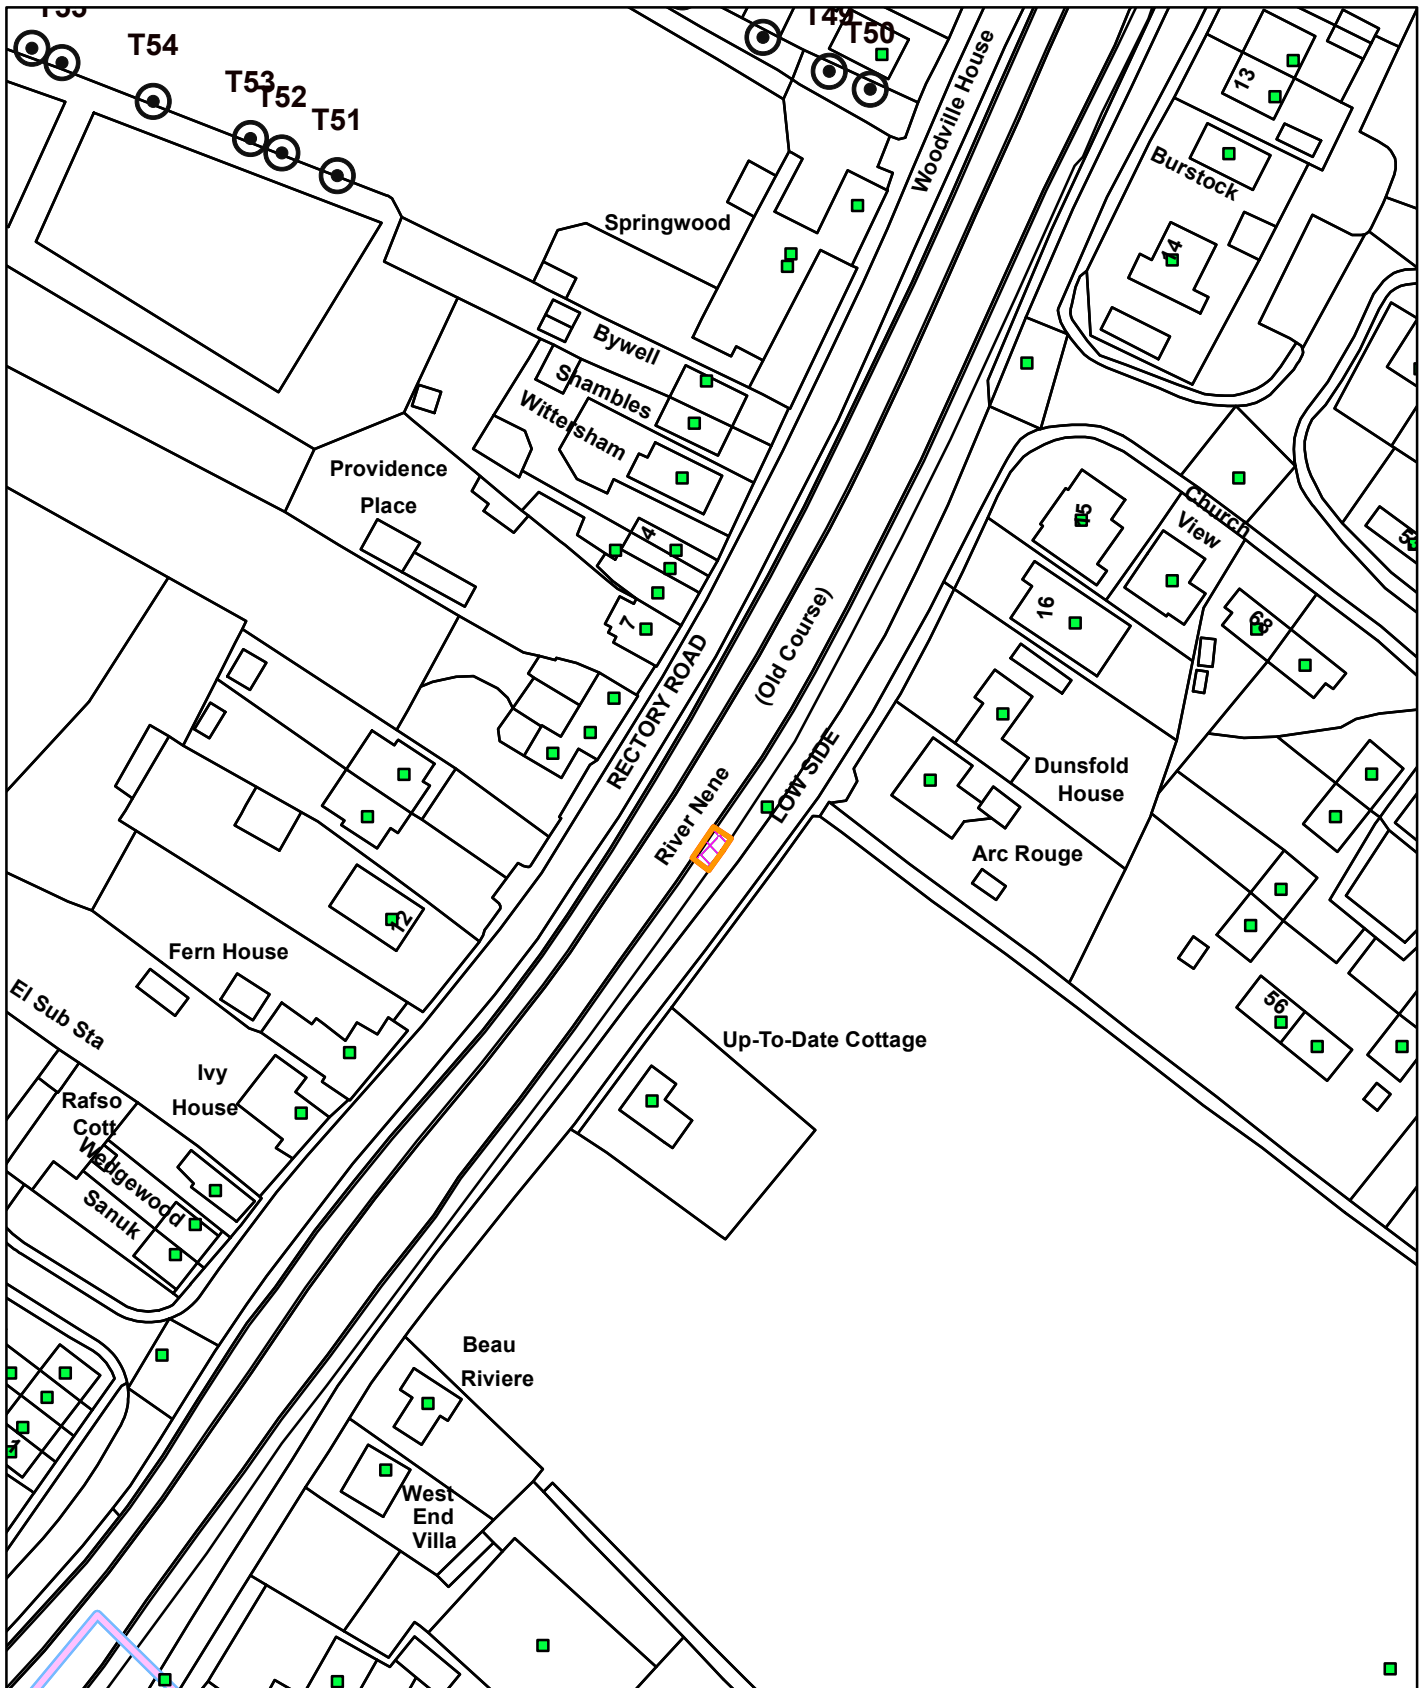 T54
T53
T52
T51
T49
T50
Woodville House
13
Burstock
14
Springwood
Bywell
Shambles
Wittersham
Providence
Place
4
7
RECTORY ROAD
(Old Course)
River Nene
LOW SIDE
15
Church
View
16
68
Dunsfold
House
Arc Rouge
12
Fern House
El Sub Sta
Ivy
House
Rafso
Cott
Wedgewood
Sanuk
56
Up-To-Date Cottage
Beau
Riviere
West
End
Villa